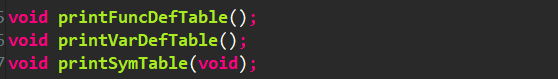 void printFuncDefTable();
void printVarDefTable();
void printSymTable(void);